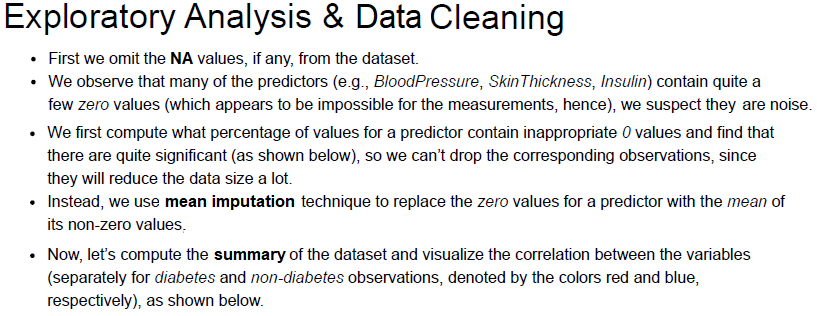 Exploratory Analysis & Data Cleaning
• First we omit the NA values, if any, from the dataset.
• We observe that many of the predictors (e.g., BloodPressure, SkinThickness, Insulin) contain quite a
few zero values (which appears to be impossible for the measurements, hence), we suspect they are noise.
• We first compute what percentage of values for a predictor contain inappropriate 0 values and find that
there are quite significant (as shown below), so we can't drop the corresponding observations, since
they will reduce the data size a lot.
• Instead, we use mean imputation technique to replace the zero values for a predictor with the mean of
its non-zero values.
• Now, let's compute the summary of the dataset and visualize the correlation between the variables
(separately for diabetes and non-diabetes observations, denoted by the colors red and blue,
respectively), as shown below.